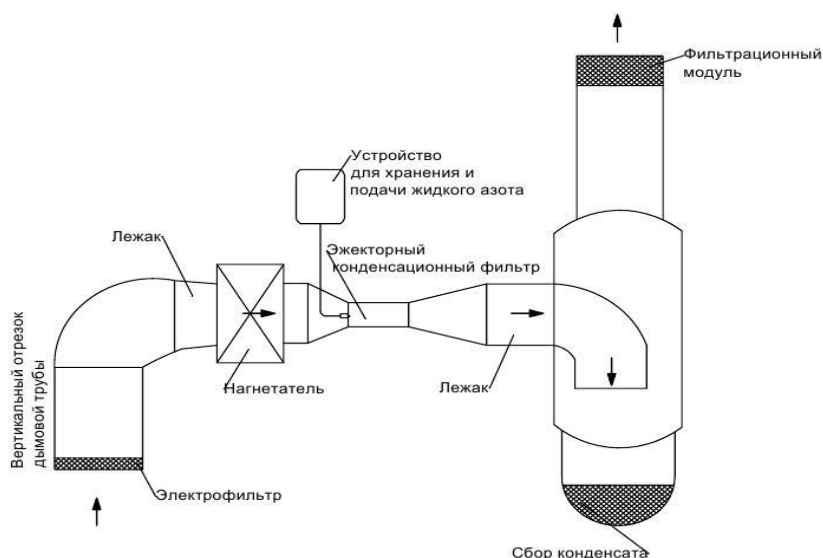 Фильтрационный
модуль
Устройство
для хранения и
подачи жидкого азота
Лежак
Эжекторный
конденсационный фильтр
Вертикальный отрезок
дымовой трубы
Нагнетатель
Лежак
Электрофильтр
Сбор конденсата